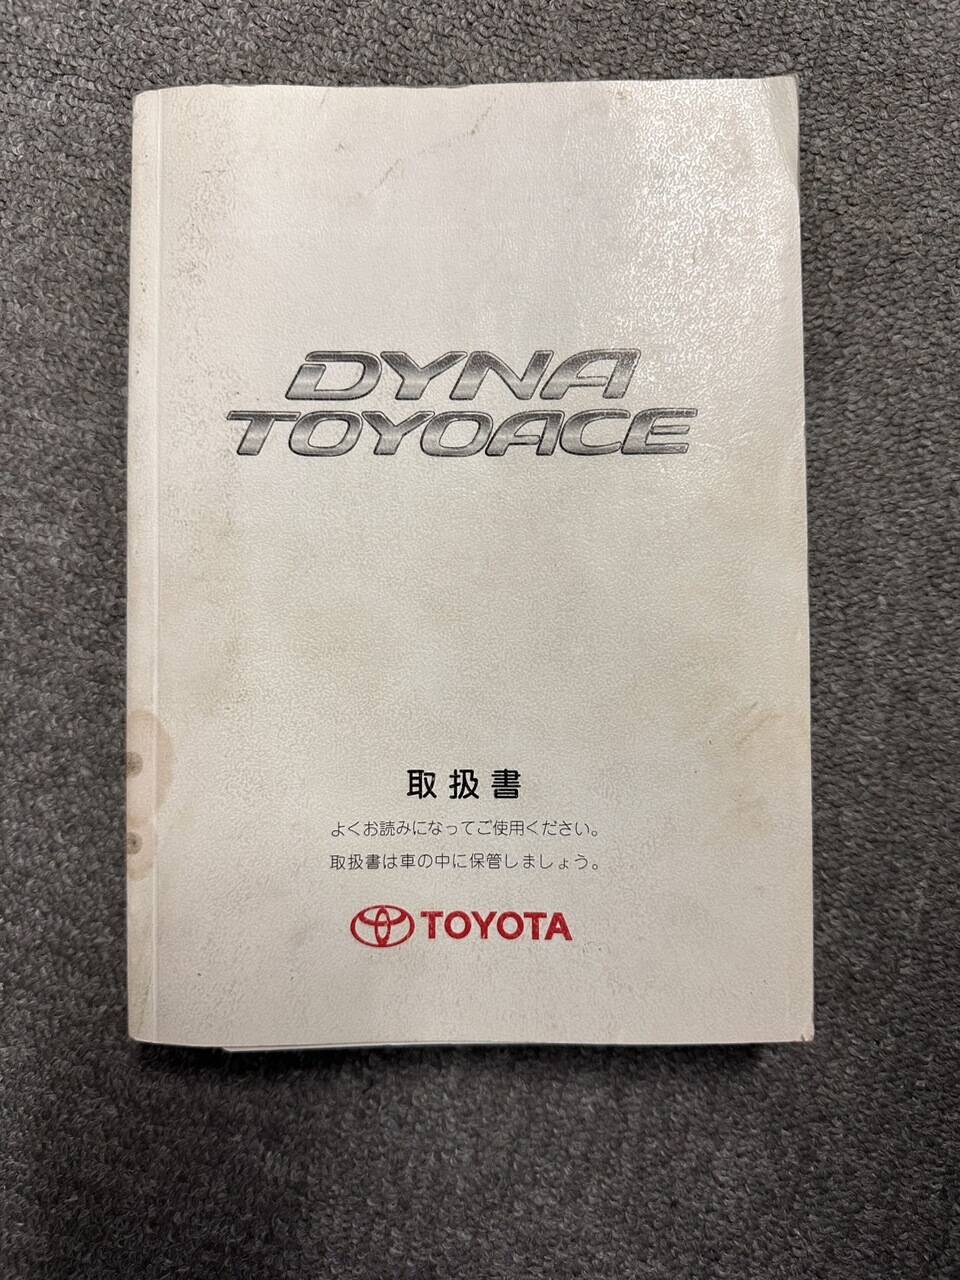 DYNA
TOYOACE
取扱書
よくお読みになってご使用ください。
取扱書は車の中に保管しましょう。
TOYOTA